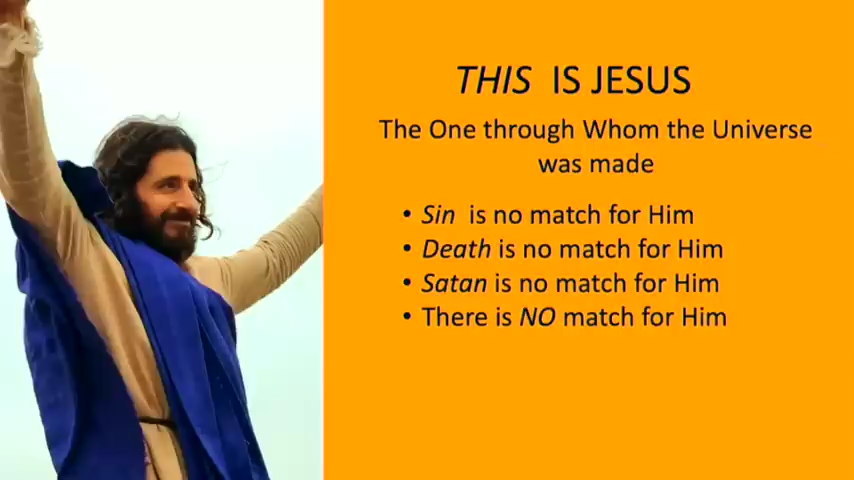 THIS IS JESUS
The One through Whom the Universe
was made
• Sin is no match for Him
• Death is no match for Him
• Satan is no match for Him
• There is NO match for Him